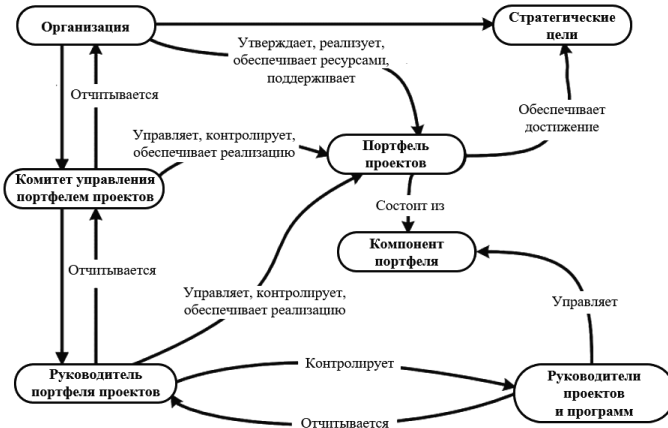 Организация
Стратегические
цели
Утверждает, реализует,
обеспечивает ресурсами,
поддерживает
Отчитывается
Обеспечивает
достижение
Управляет, контролирует,
обеспечивает реализацию
Портфель
проектов
Комитет управления
портфелем проектов
Состоит из
Компонент
портфеля
Отчитывается
Управляет, контролирует,
обеспечивает реализацию
Управляет
Руководитель
портфеля проектов
Контролирует
Руководители
проектов
и программ
Отчитывается